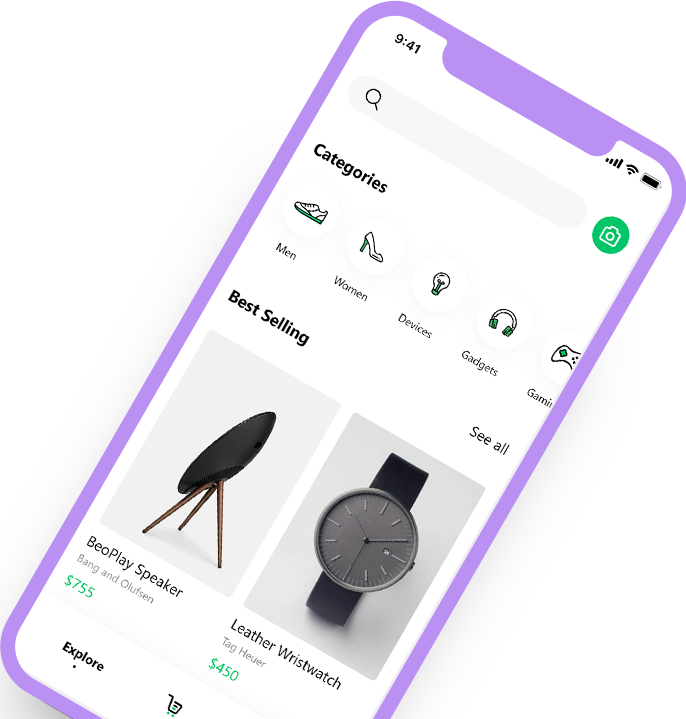 9:41
Categories
Men
Women
Devices
Gadgets
Best Selling
See all
BeoPlay Speaker
Bang and Olufsen
$755
Leather Wristwatch
Tag Heuer
$450
Explore